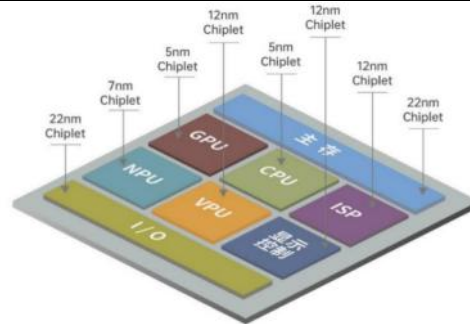 12nm
Chiplet
12nm
Chiplet
5nm
Chiplet
5nm
Chiplet
12nm
Chiplet
7nm
Chiplet
22nm
Chiplet
22nm
Chiplet
GPU
主存
NPU
CPU
VPU
ISP
I/O
显示
控制